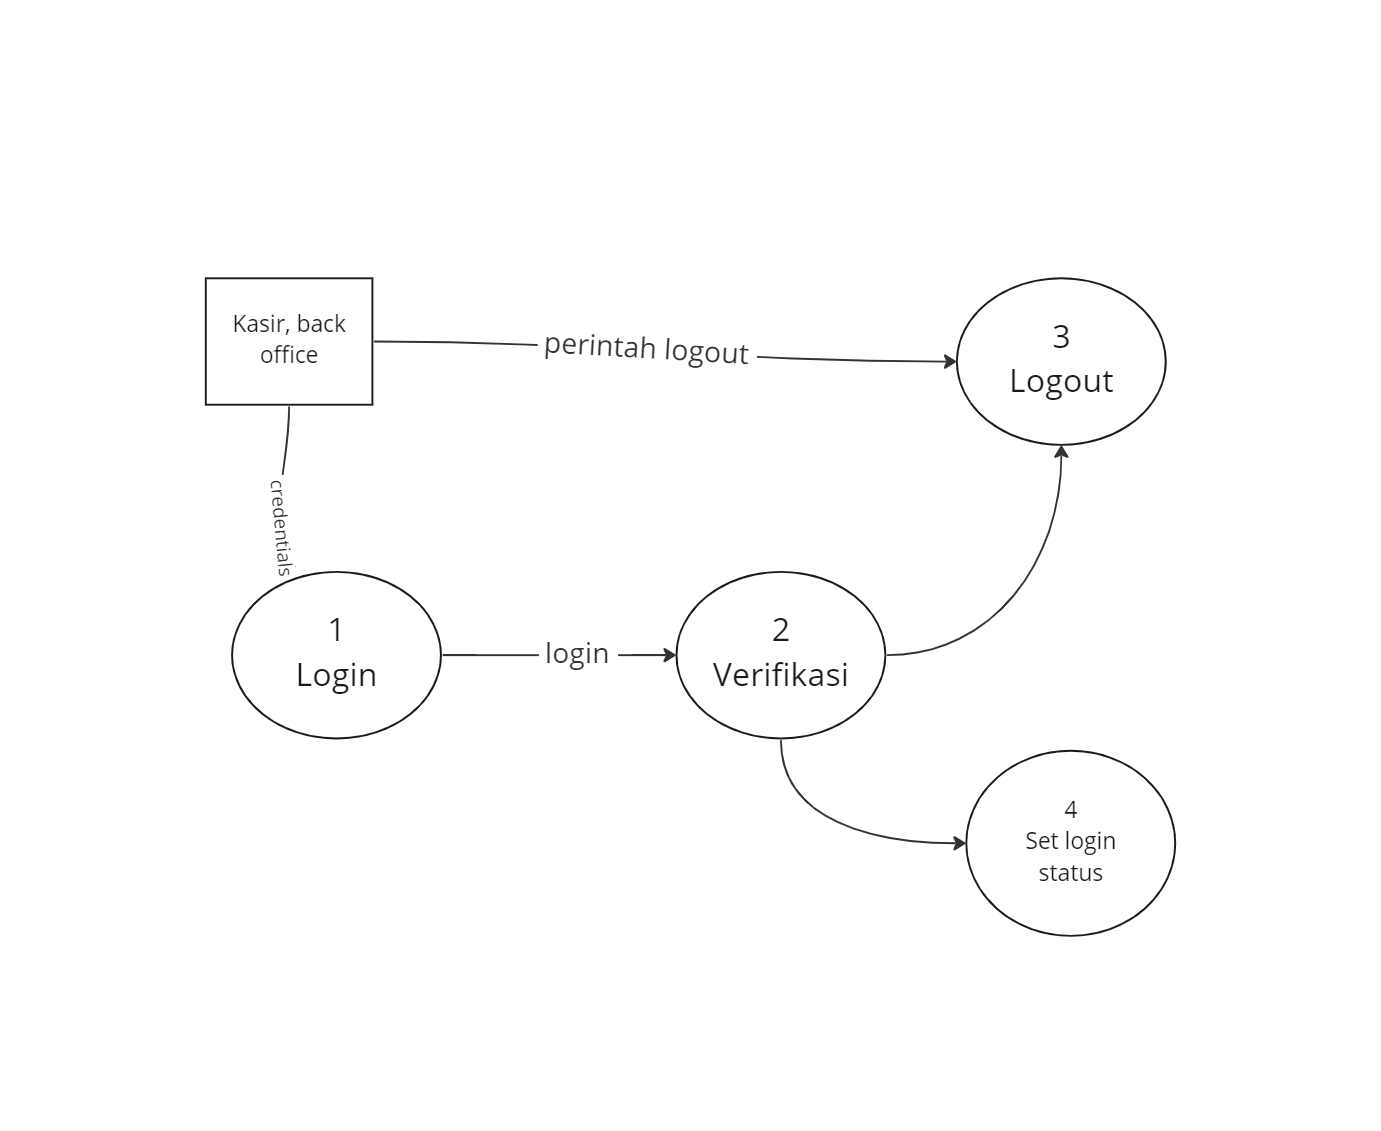 Kasir, back
office
perintah logout
3
Logout
credentials
1
Login
login
2
Verifikasi
4
Set login
status